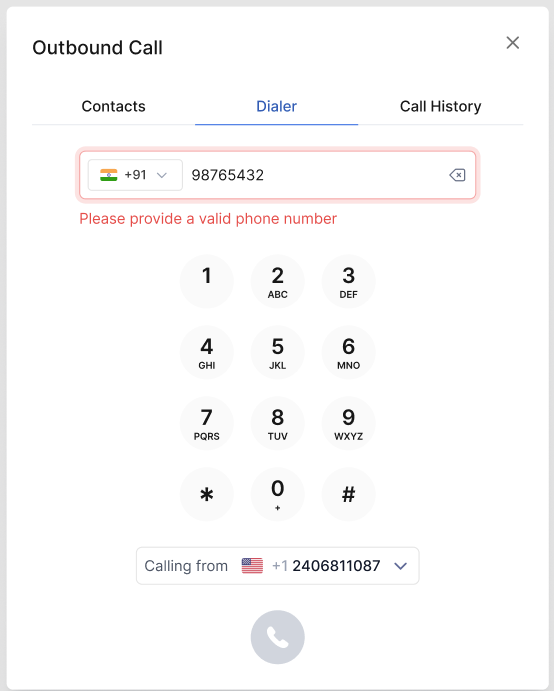 Outbound Call
Contacts Dialer Call History
+91 98765432
Please provide a valid phone number
1 2 3
ABC DEF
4 5 6
GHI JKL MNO
7 8 9
PQRS TUV WXYZ
* 0 #
+
Calling from +1 2406811087